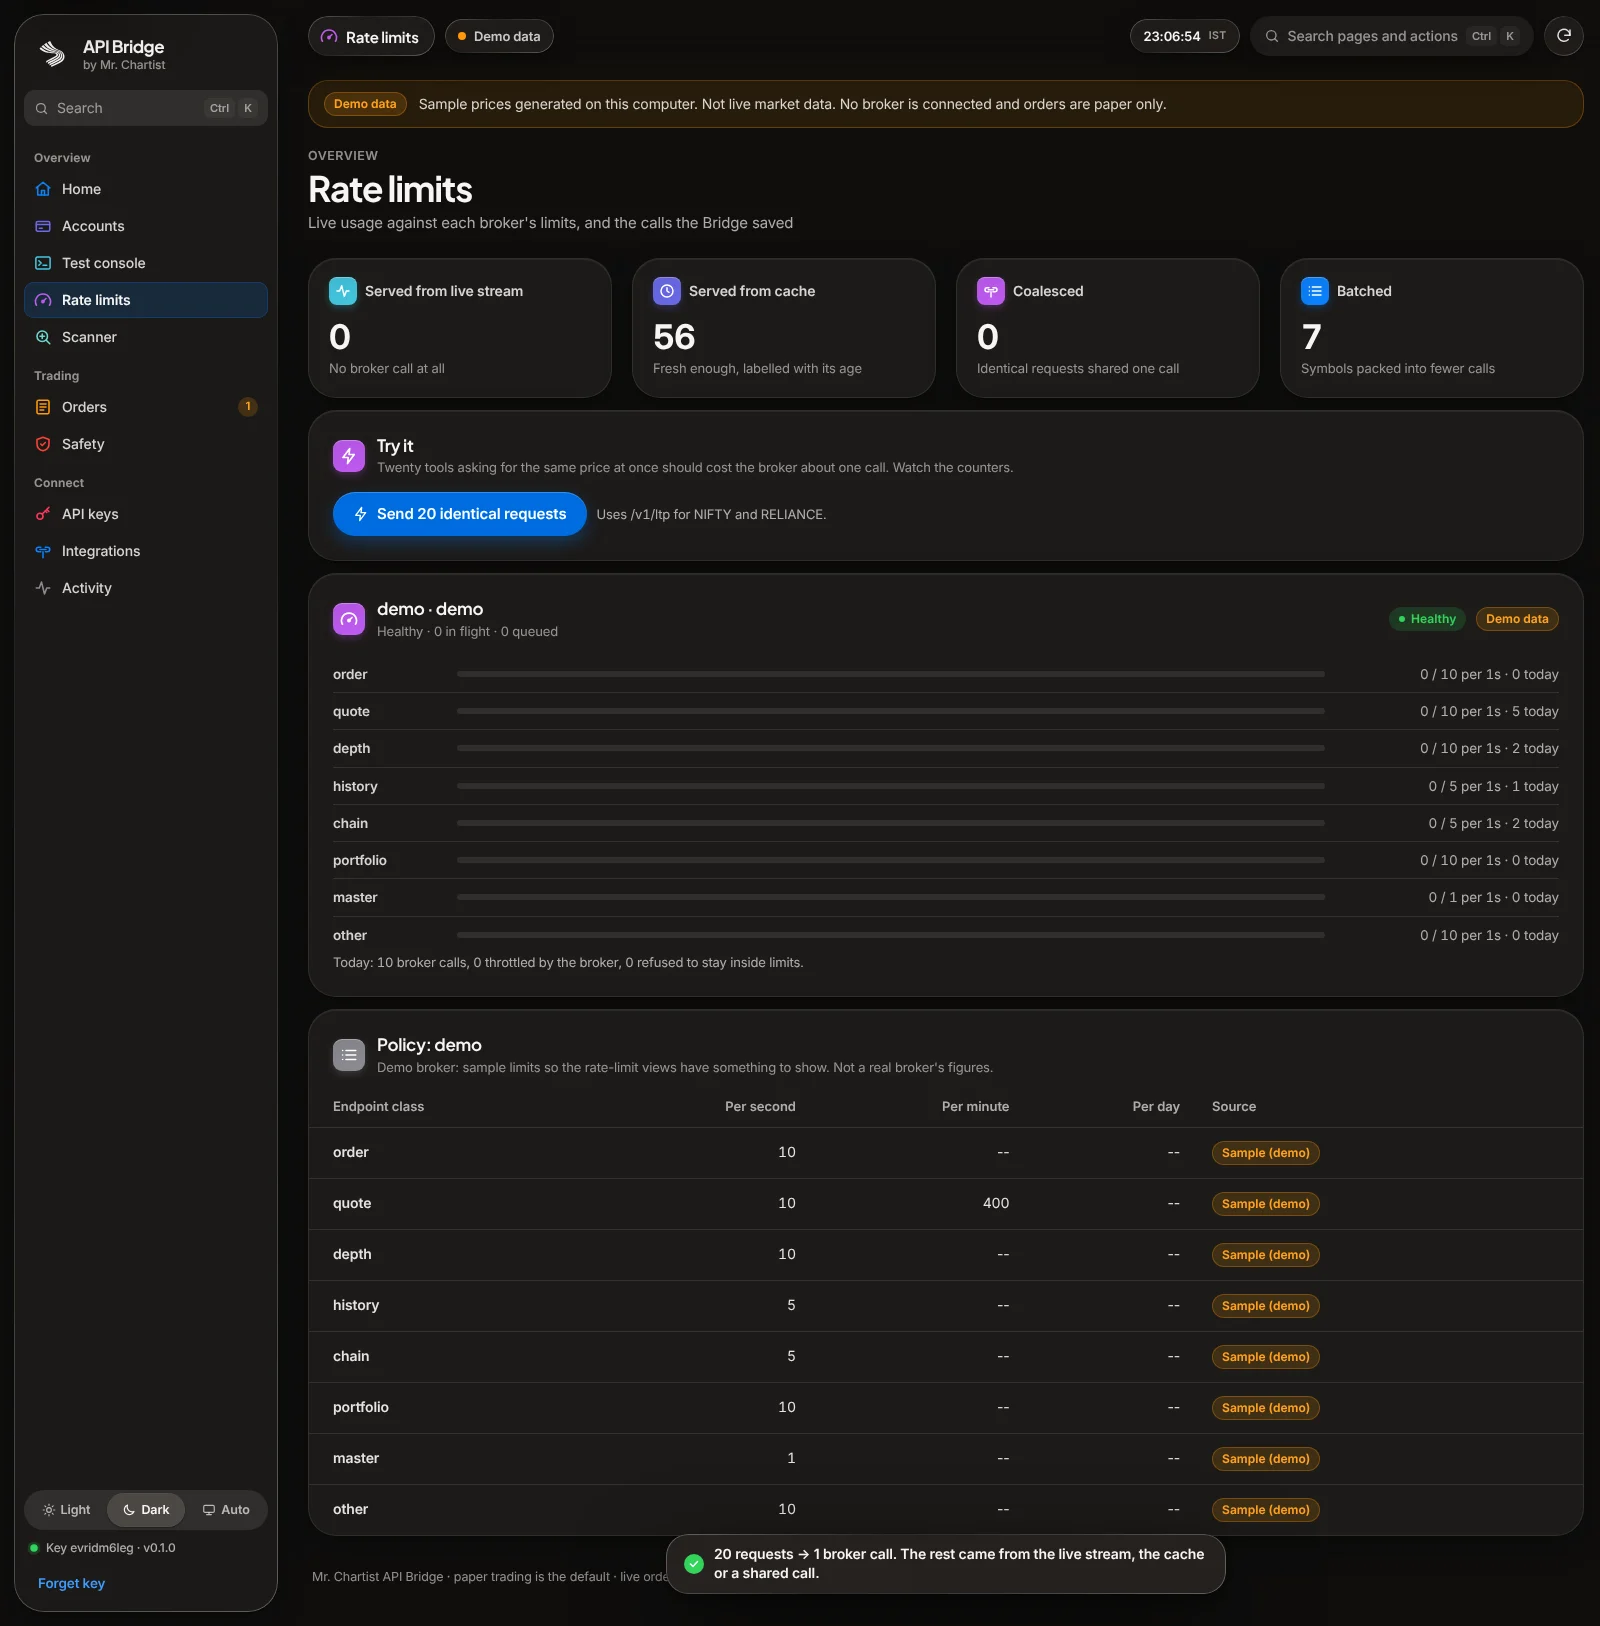 API Bridge
by Mr. Chartist
Search Ctrl K
Overview
Home
Accounts
Test console
Rate limits
Scanner
Trading
Orders 1
Safety
Connect
API keys
Integrations
Activity
Light Dark Auto
Key evridm6leg · v0.1.0
Forget key
Rate limits Demo data 23:06:54 IST Search pages and actions Ctrl K
Demo data Sample prices generated on this computer. Not live market data. No broker is connected and orders are paper only.
OVERVIEW
Rate limits
Live usage against each broker's limits, and the calls the Bridge saved
Served from live stream
0
No broker call at all
Served from cache
56
Fresh enough, labelled with its age
Coalesced
0
Identical requests shared one call
Batched
7
Symbols packed into fewer calls
Try it
Twenty tools asking for the same price at once should cost the broker about one call. Watch the counters.
Send 20 identical requests Uses /v1/ltp for NIFTY and RELIANCE.
demo · demo
Healthy · 0 in flight · 0 queued
Healthy Demo data
order 0 / 10 per 1s · 0 today
quote 0 / 10 per 1s · 5 today
depth 0 / 10 per 1s · 2 today
history 0 / 5 per 1s · 1 today
chain 0 / 5 per 1s · 2 today
portfolio 0 / 10 per 1s · 0 today
master 0 / 1 per 1s · 0 today
other 0 / 10 per 1s · 0 today
Today: 10 broker calls, 0 throttled by the broker, 0 refused to stay inside limits.
Policy: demo
Demo broker: sample limits so the rate-limit views have something to show. Not a real broker's figures.
Endpoint class Per second Per minute Per day Source
order 10 -- -- Sample (demo)
quote 10 400 -- Sample (demo)
depth 10 -- -- Sample (demo)
history 5 -- -- Sample (demo)
chain 5 -- -- Sample (demo)
portfolio 10 -- -- Sample (demo)
master 1 -- -- Sample (demo)
other 10 -- -- Sample (demo)
20 requests → 1 broker call. The rest came from the live stream, the cache
or a shared call.
Mr. Chartist API Bridge · paper trading is the default · live